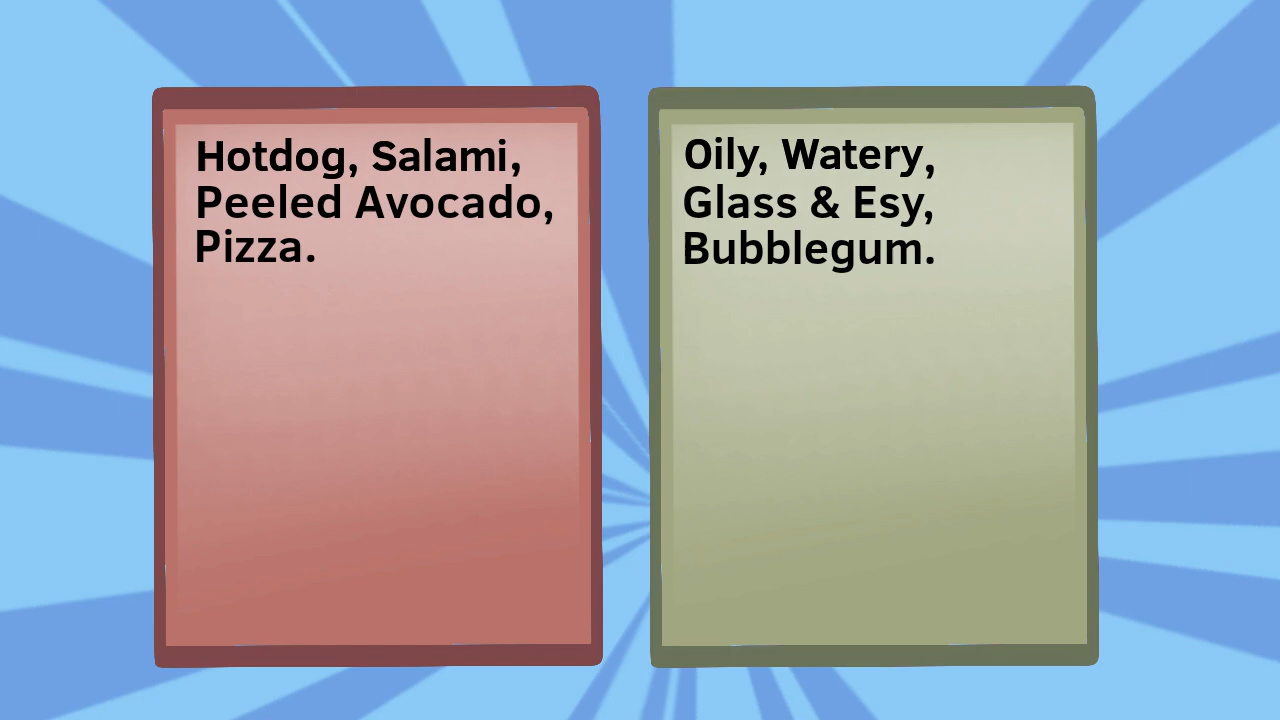 Hotdog, Salami,
Peeled Avocado,
Pizza.
Oily, Watery,
Glass & Esy,
Bubblegum.